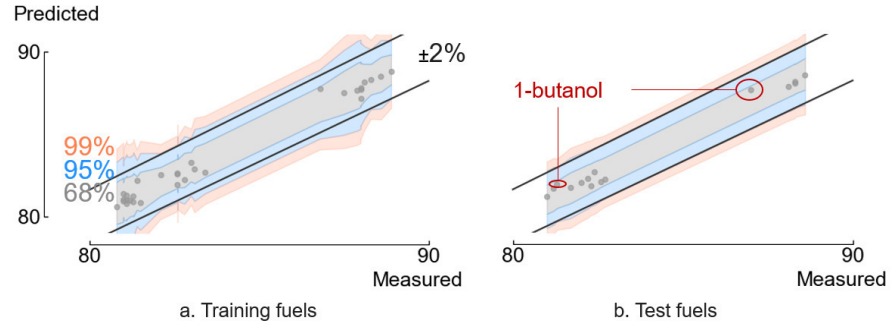 Predicted
90
80
99%
95%
68%
±2%
80
90
Measured
a. Training fuels
1-butanol
80
90
Measured
b. Test fuels